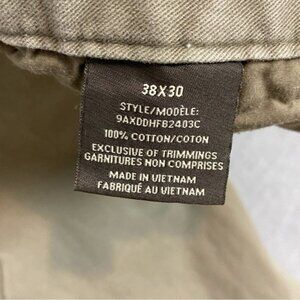 38X30
STYLE/MODÈLE:
9AXDDHFB2403C
100% COTTON/COTON
EXCLUSIVE OF TRIMMINGS
GARNITURES NON COMPRISES
MADE IN VIETNAM
FABRIQUÉ AU VIETNAM